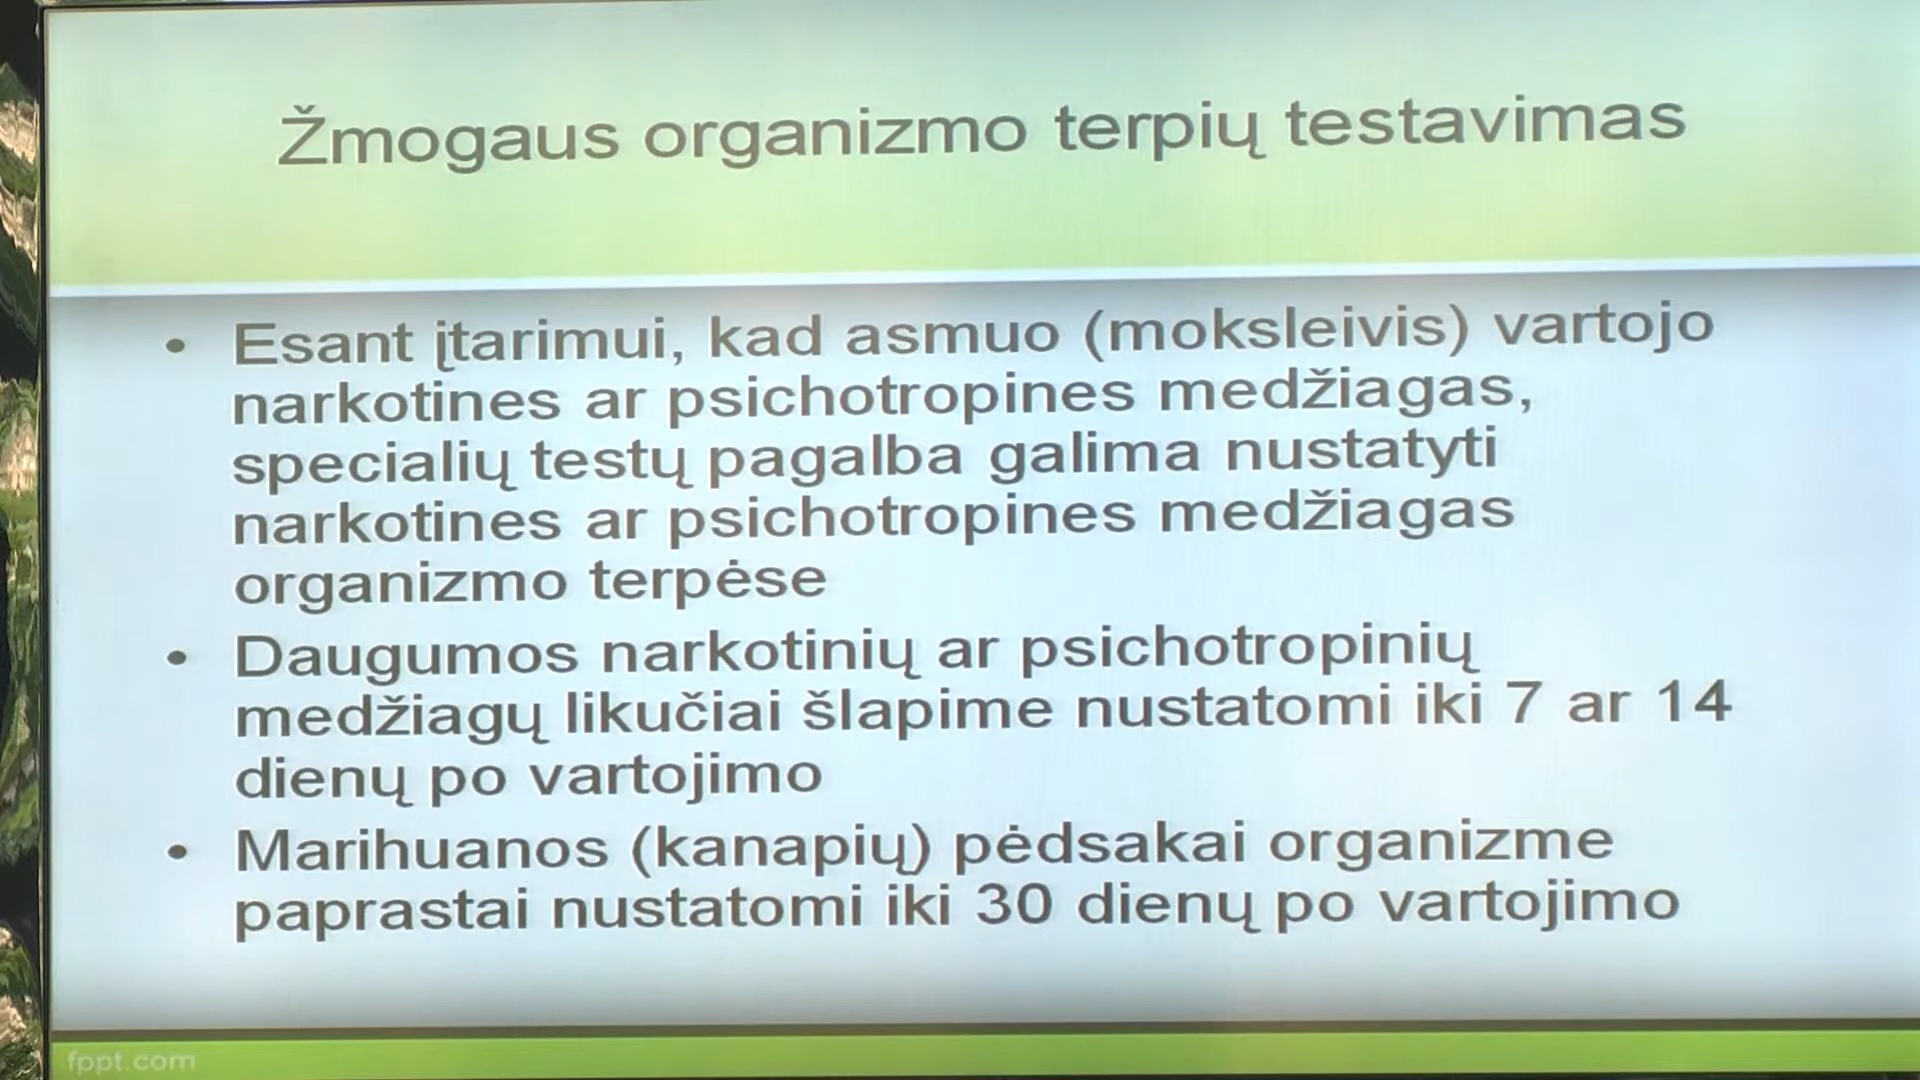 Žmogaus organizmo terpių testavimas
• Esant įtarimui, kad asmuo (moksleivis) vartojo
narkotines ar psichotropines medžiagas,
specialių testų pagalba galima nustatyti
narkotines ar psichotropines medžiagas
organizmo terpėse
• Daugumos narkotinių ar psichotropinių
medžiagų likučiai šlapime nustatomi iki 7 ar 14
dienų po vartojimo
• Marihuanos (kanapių) pėdsakai organizme
paprastai nustatomi iki 30 dienų po vartojimo
fppt.com